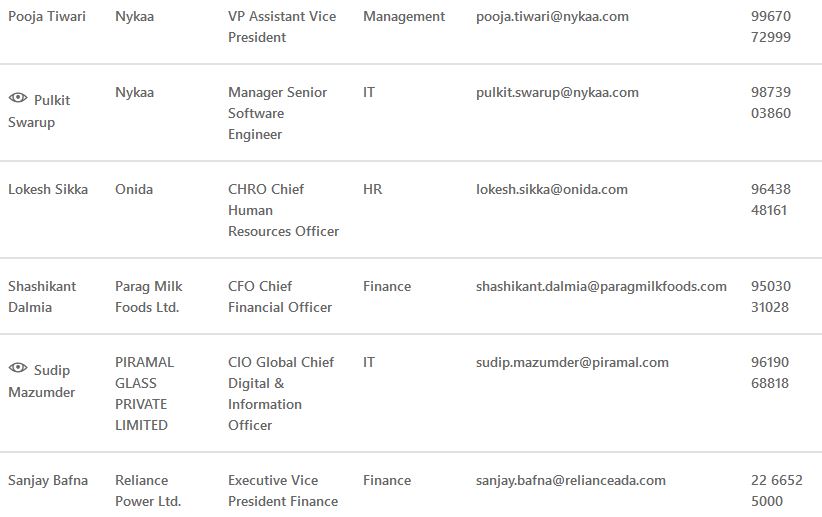 Pooja Tiwari Nykaa VP Assistant Vice Management pooja.tiwari@nykaa.com 99670
President 72999
Nykaa Manager Senior IT pulkit.swarup@nykaa.com 98739
Pulkit Software 03860
Swarup Engineer
Lokesh Sikka Onida CHRO Chief HR lokesh.sikka@onida.com 96438
Human 48161
Resources Officer
Shashikant Parag Milk CFO Chief Finance shashikant.dalmia@paragmilkfoods.com 95030
Dalmia Foods Ltd. Financial Officer 31028
PIRAMAL CIO Global Chief IT sudip.mazumder@piramal.com 96190
Sudip GLASS Digital & 68818
Mazumder PRIVATE Information
LIMITED Officer
Sanjay Bafna Reliance Executive Vice Finance sanjay.bafna@relianceada.com 22 6652
Power Ltd. President Finance 5000